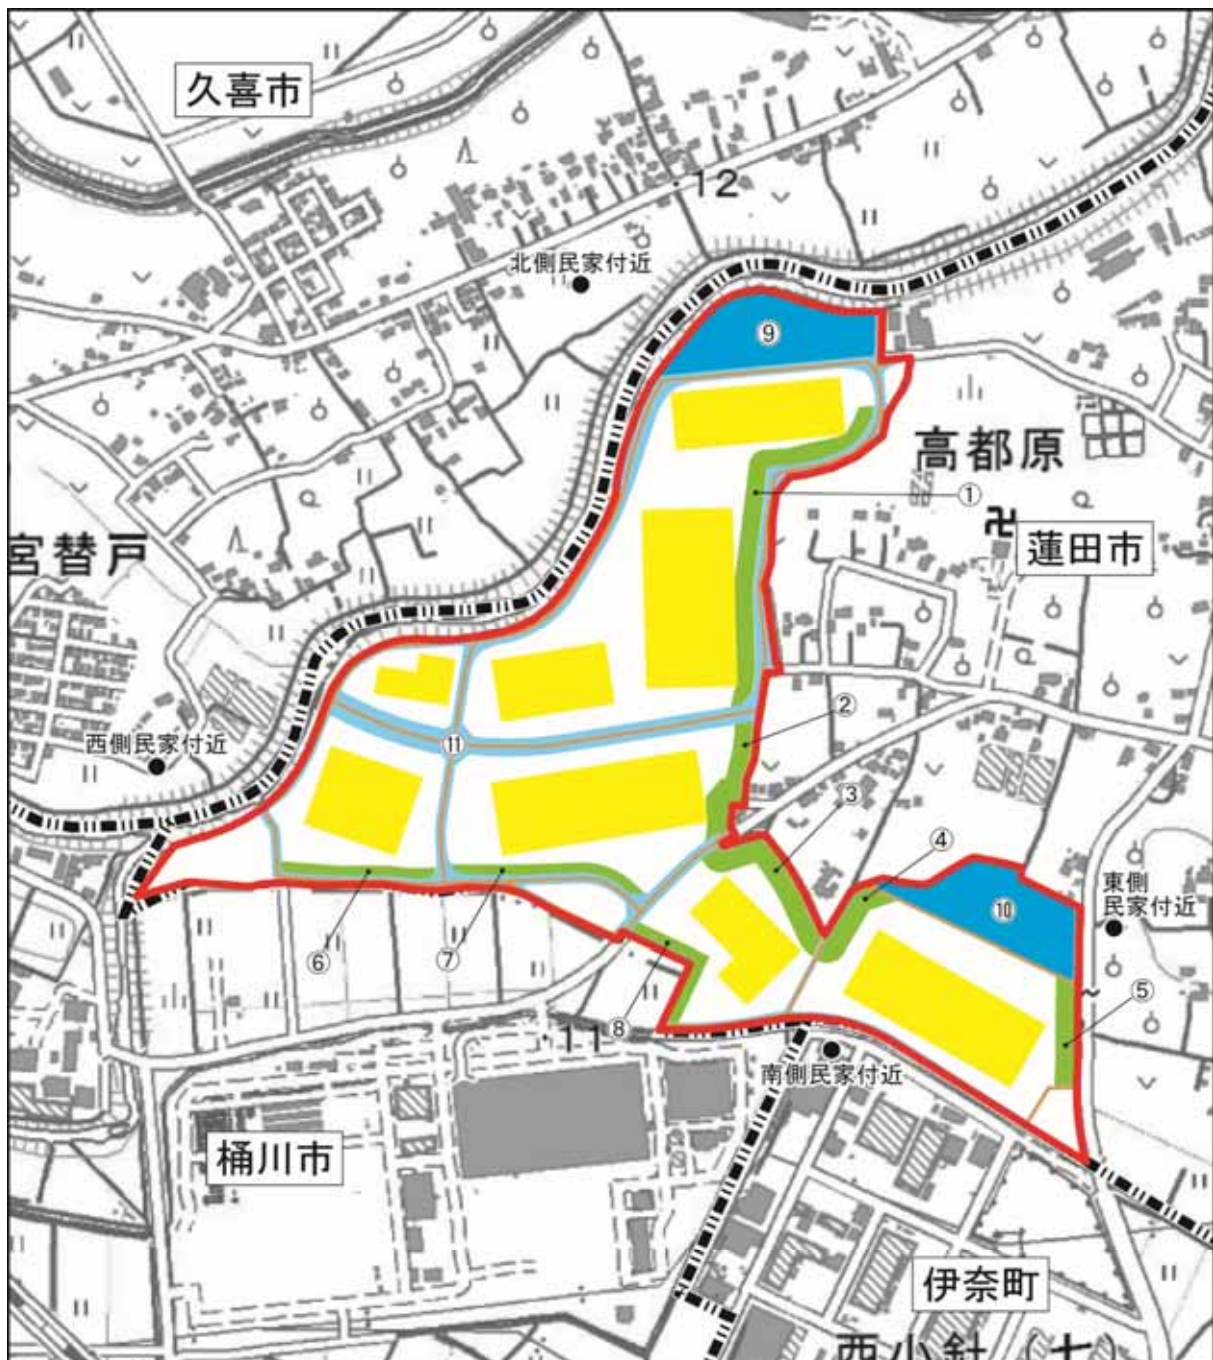 久喜市
12
北側民家付近
⑨
高都原
①
宮替戸
蓮田市
西側民家付近
⑪
②
③
④
⑩
東側
民家付近
⑥
⑦
⑧
⑤
11
南側民家付近
桶川市
伊奈町
西小針(七)